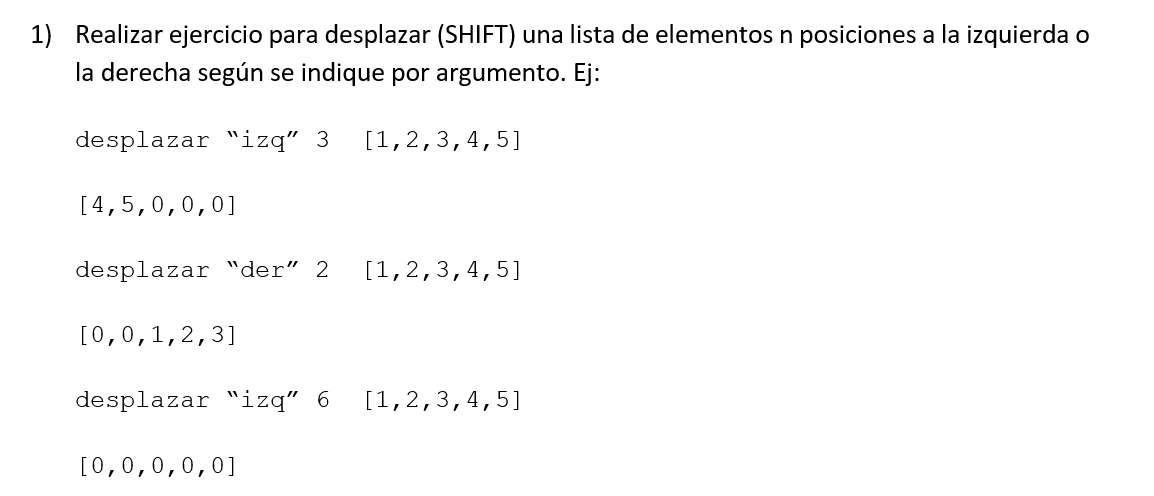 1) Realizar ejercicio para desplazar (SHIFT) una lista de elementos n posiciones a la izquierda o
la derecha según se indique por argumento. Ej:
desplazar “izq” 3 [1,2,3,4,5]
[4,5,0,0,0]
desplazar “der” 2 [1,2,3,4,5]
[0,0,1,2,3]
desplazar “izq” 6 [1,2,3,4,5]
[0,0,0,0,0]